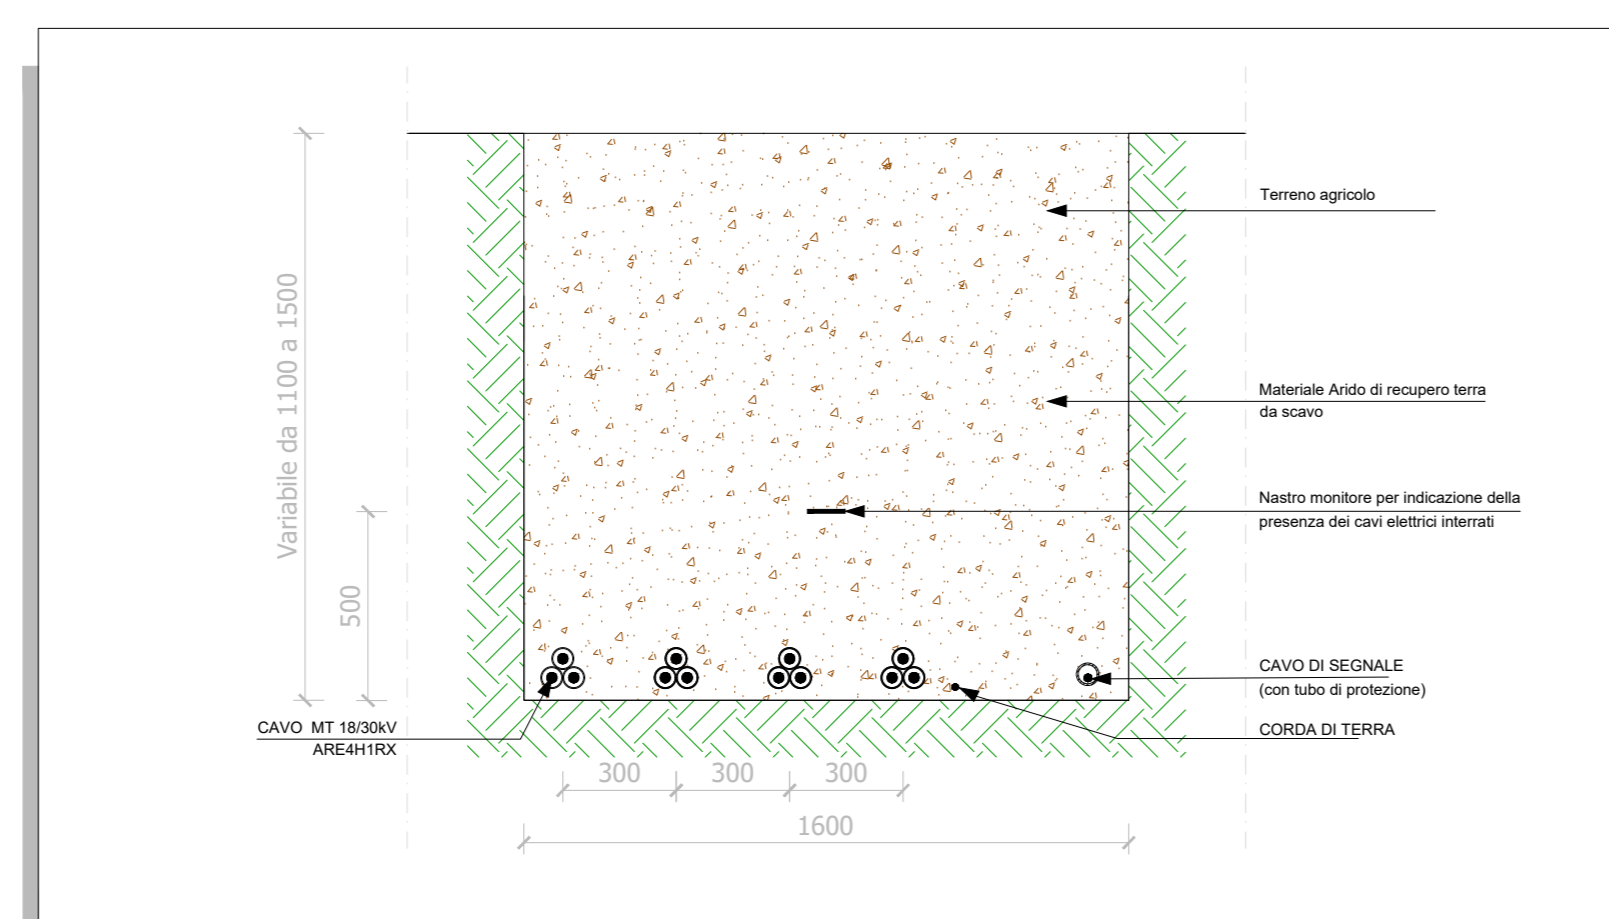 Terreno agricolo
Variabile da 1100 a 1500
Materiale Arido di recupero terra
da scavo
Nastro monitore per indicazione della
presenza dei cavi elettrici interrati
500
CAVO DI SEGNALE
(con tubo di protezione)
CORDA DI TERRA
CAVO MT 18/30kV
ARE4H1RX
300
300
300
1600